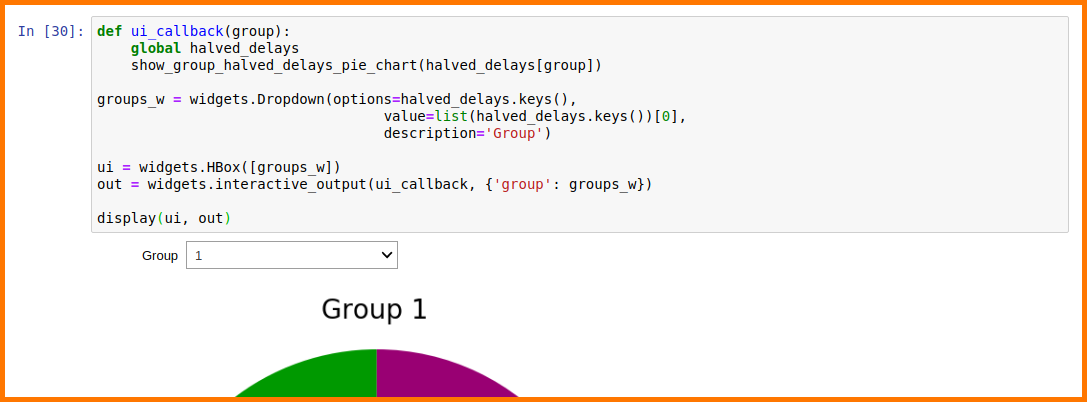 In [30]: def ui_callback(group):
    global halved_delays
    show_group_halved_delays_pie_chart(halved_delays[group])
groups_w = widgets.Dropdown(options=halved_delays.keys(),
                                  value=list(halved_delays.keys())[0],
                                  description='Group')
ui = widgets.HBox([groups_w])
out = widgets.interactive_output(ui_callback, {'group': groups_w})
display(ui, out)
Group 1
Group 1